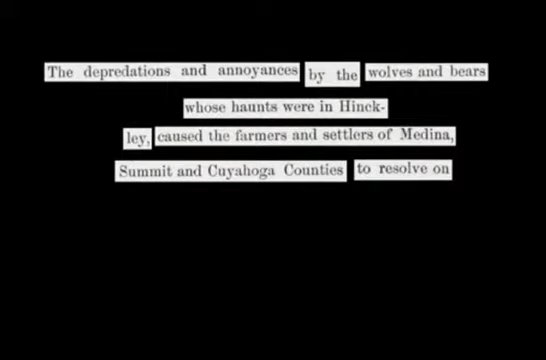 The depredations and annoyances by the wolves and bears
whose haunts were in Hinck-
ley, caused the farmers and settlers of Medina,
Summit and Cuyahoga Counties to resolve on